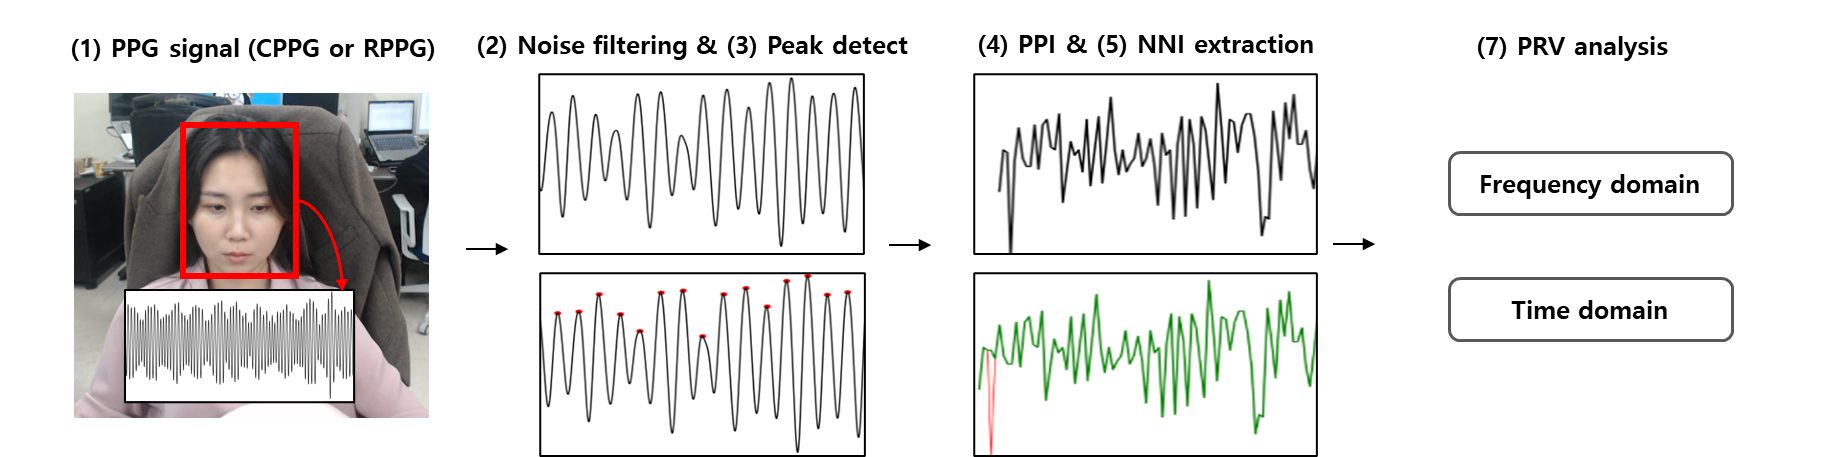 (1) PPG signal (CPPG or RPPG)
(2) Noise filtering & (3) Peak detect
(4) PPI & (5) NNI extraction
(7) PRV analysis
Frequency domain
Time domain